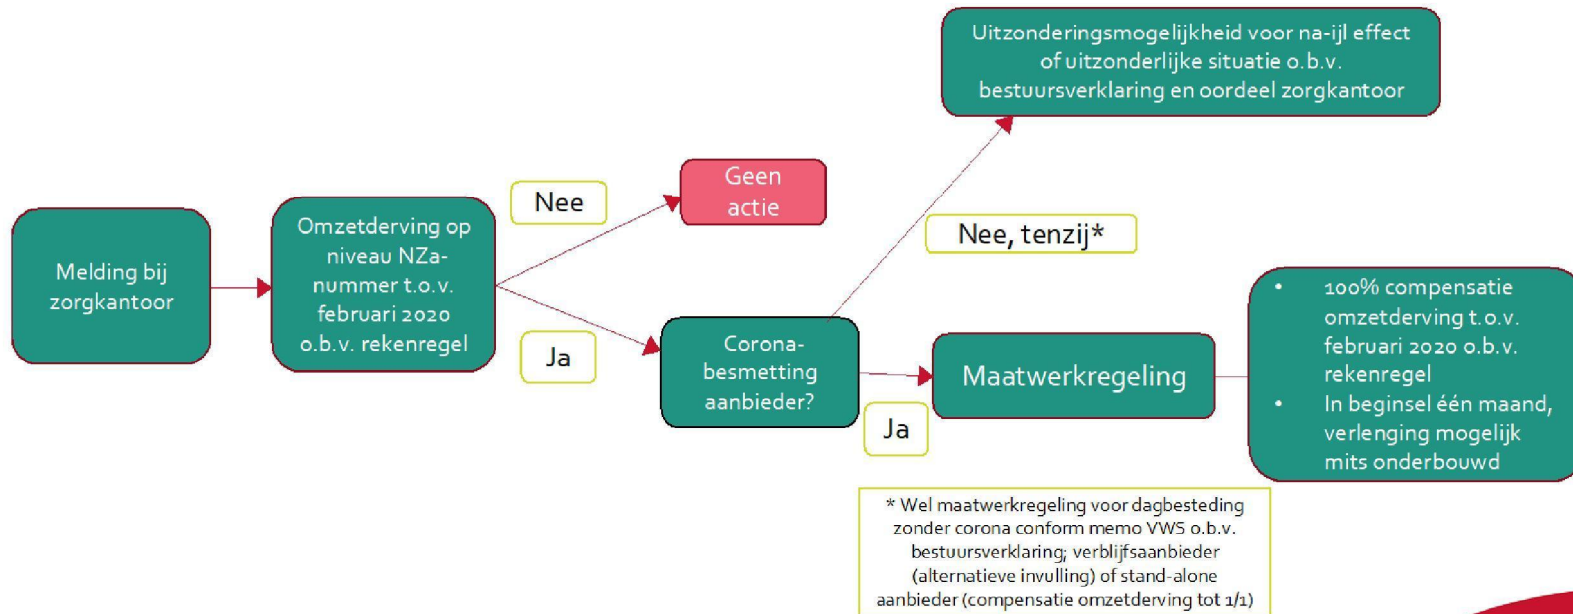 Melding bij
zorgkantoor
Omzetderving op
niveau NZa-
nummer t.o.v.
februari 2020
o.b.v. rekenregel
Nee
Geen
actie
Ja
Corona-
besmetting
aanbieder?
Uitzonderingsmogelijkheid voor na-ijl effect
of uitzonderlijke situatie o.b.v.
bestuursverklaring en oordeel zorgkantoor
Nee, tenzij*
Ja
Maatwerkregeling
• 100% compensatie
omzetderving t.o.v.
februari 2020 o.b.v.
rekenregel
• In beginsel één maand,
verlenging mogelijk
mits onderbouwd
* Wel maatwerkregeling voor dagbesteding
zonder corona conform memo VWS o.b.v.
bestuursverklaring; verblijfsaanbieder
(alternatieve invulling) of stand-alone
aanbieder (compensatie omzetderving tot 1/1)